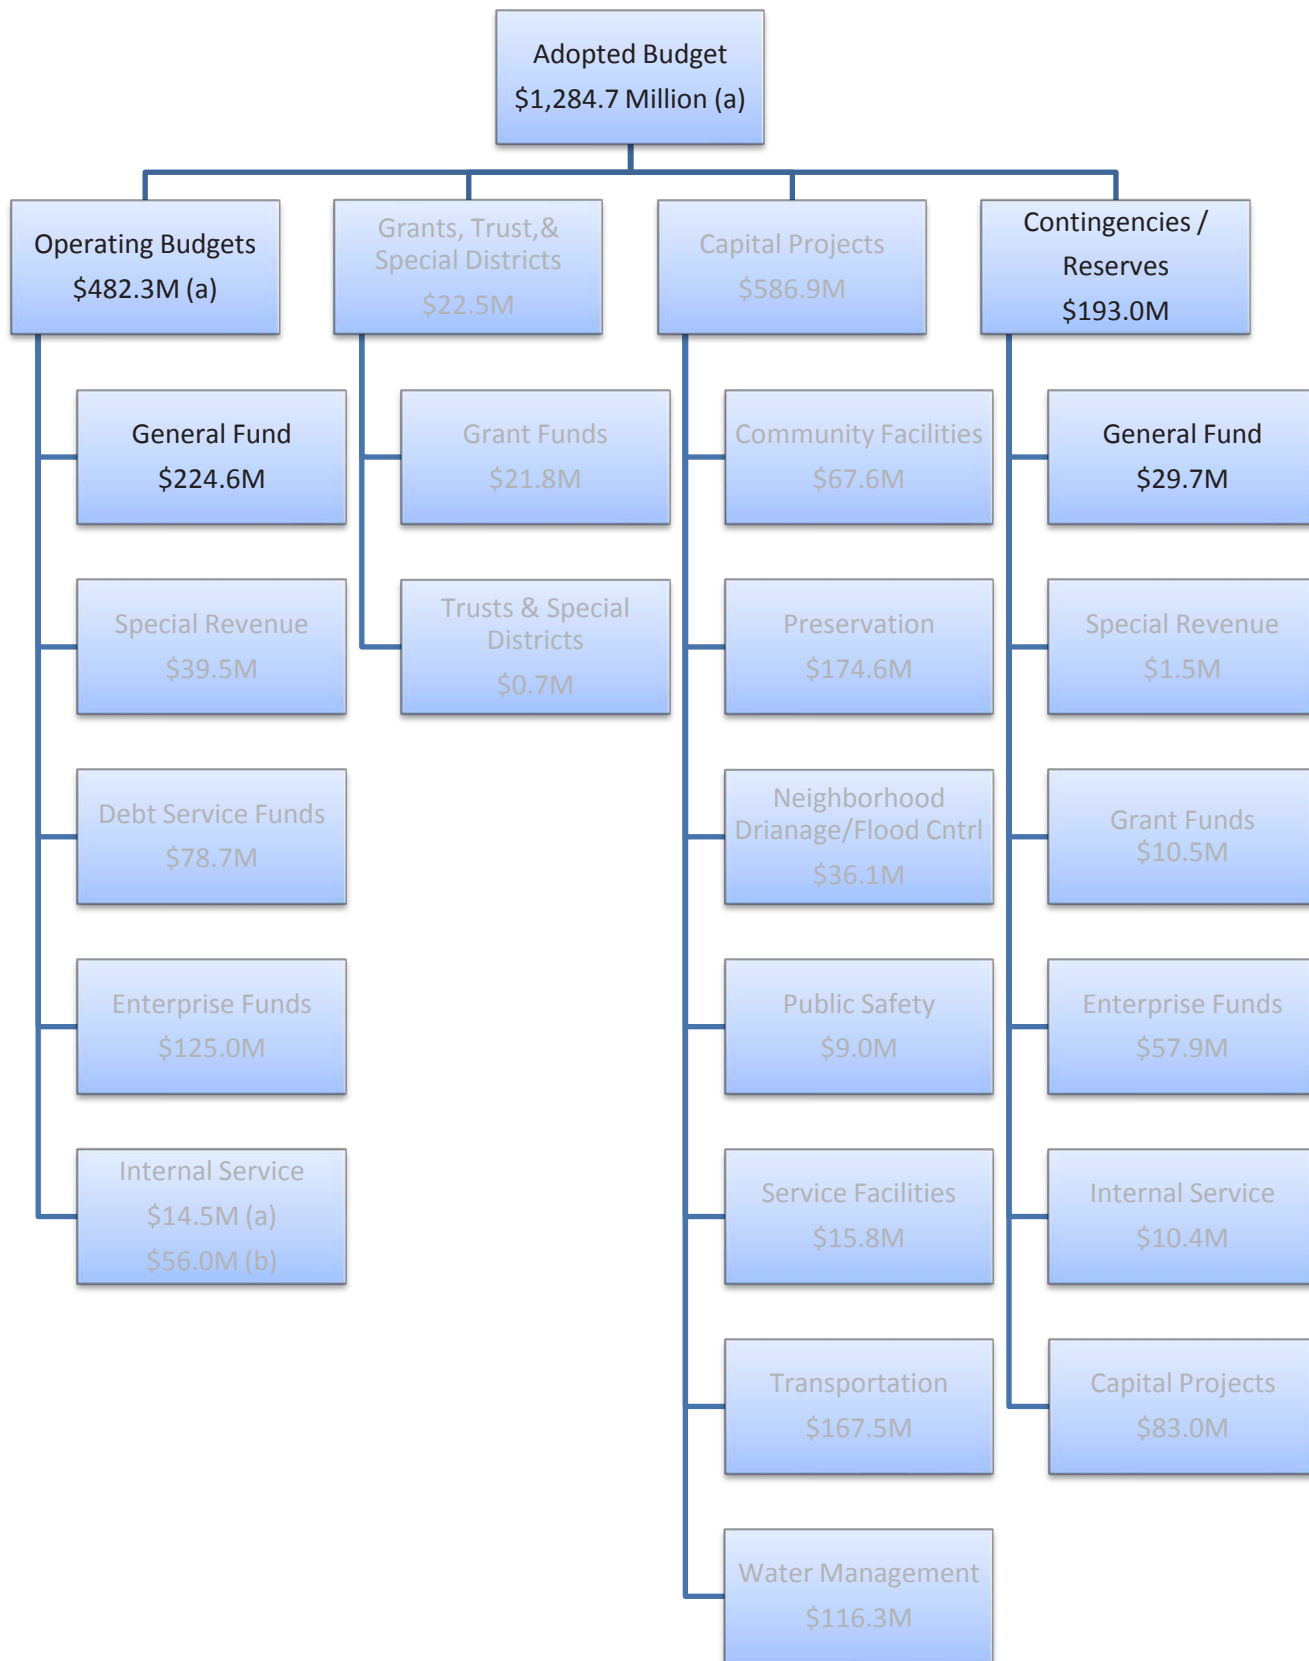 Adopted Budget
$1,284.7 Million (a)
Operating Budgets
$482.3M (a)
Grants, Trust,&
Special Districts
$22.5M
Capital Projects
$586.9M
Contingencies /
Reserves
$193.0M
General Fund
$224.6M
Special Revenue
$39.5M
Debt Service Funds
$78.7M
Enterprise Funds
$125.0M
Internal Service
$14.5M (a)
$56.0M (b)
Grant Funds
$21.8M
Trusts & Special
Districts
$0.7M
Community Facilities
$67.6M
Preservation
$174.6M
Neighborhood
Drianage/Flood Cntrl
$36.1M
Public Safety
$9.0M
Service Facilities
$15.8M
Transportation
$167.5M
Water Management
$116.3M
General Fund
$29.7M
Special Revenue
$1.5M
Grant Funds
$10.5M
Enterprise Funds
$57.9M
Internal Service
$10.4M
Capital Projects
$83.0M